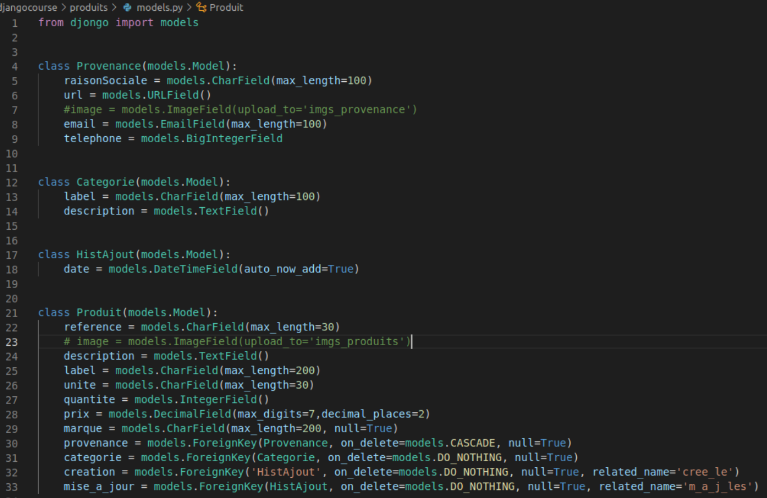 djangocourse > produits > models.py > Produit
1 from djongo import models
2
3
4 class Provenance(models.Model):
5     raisonSociale = models.CharField(max_length=100)
6     url = models.URLField()
7     #image = models.ImageField(upload_to='imgs_provenance')
8     email = models.EmailField(max_length=100)
9     telephone = models.BigIntegerField
10
11
12 class Categorie(models.Model):
13     label = models.CharField(max_length=100)
14     description = models.TextField()
15
16
17 class HistAjout(models.Model):
18     date = models.DateTimeField(auto_now_add=True)
19
20
21 class Produit(models.Model):
22     reference = models.CharField(max_length=30)
23     # image = models.ImageField(upload_to='imgs_produits')
24     description = models.TextField()
25     label = models.CharField(max_length=200)
26     unite = models.CharField(max_length=30)
27     quantite = models.IntegerField()
28     prix = models.DecimalField(max_digits=7,decimal_places=2)
29     marque = models.CharField(max_length=200, null=True)
30     provenance = models.ForeignKey(Provenance, on_delete=models.CASCADE, null=True)
31     categorie = models.ForeignKey(Categorie, on_delete=models.DO_NOTHING, null=True)
32     creation = models.ForeignKey('HistAjout', on_delete=models.DO_NOTHING, null=True, related_name='cree_le')
33     mise_a_jour = models.ForeignKey(HistAjout, on_delete=models.DO_NOTHING, null=True, related_name='m_a_j_les')